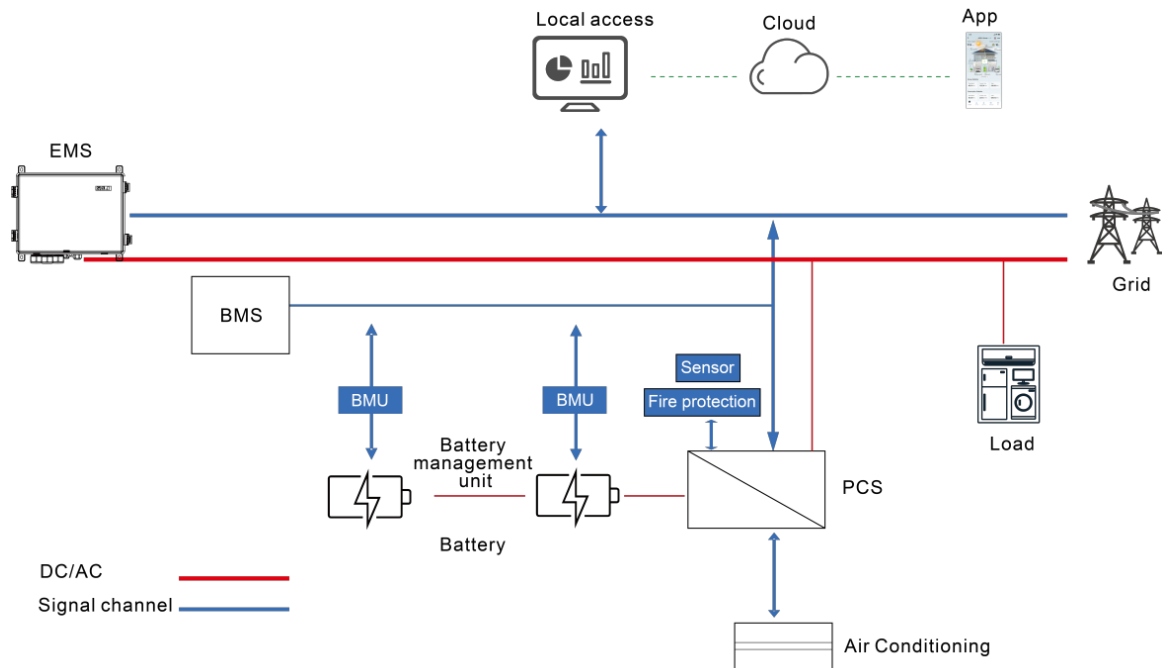 Local access
Cloud
App
EMS
Grid
BMS
Sensor
BMU
BMU
Fire protection
Load
Battery
management
unit
PCS
Battery
DC/AC
Signal channel
Air Conditioning